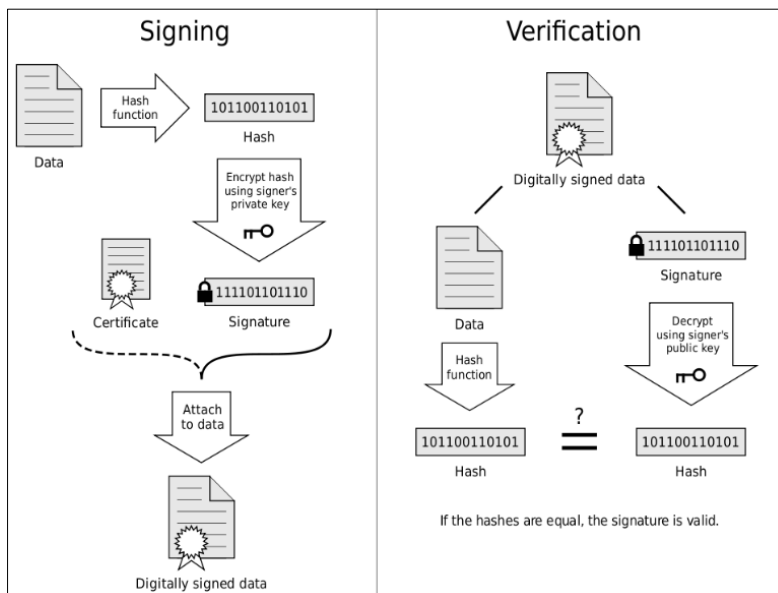 Signing
Data
Hash
function
101100110101
Hash
Encrypt hash
using signer's
private key
Certificate
111101101110
Signature
Attach
to data
Digitally signed data
Verification
Digitally signed data
Data
111101101110
Signature
Hash
function
Decrypt
using signer's
public key
101100110101
Hash
?
=
101100110101
Hash
If the hashes are equal, the signature is valid.